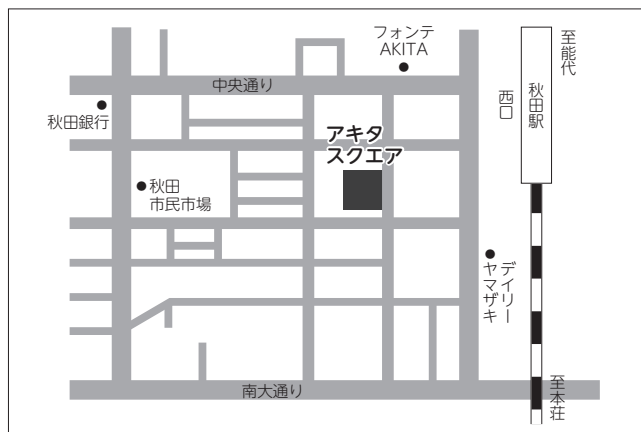 フォンテ
AKITA
至能代
中央通り
秋田駅
西口
秋田銀行
アキタ
スクエア
秋田
市民市場
デイリー
ヤマザキ
南大通り
至本荘